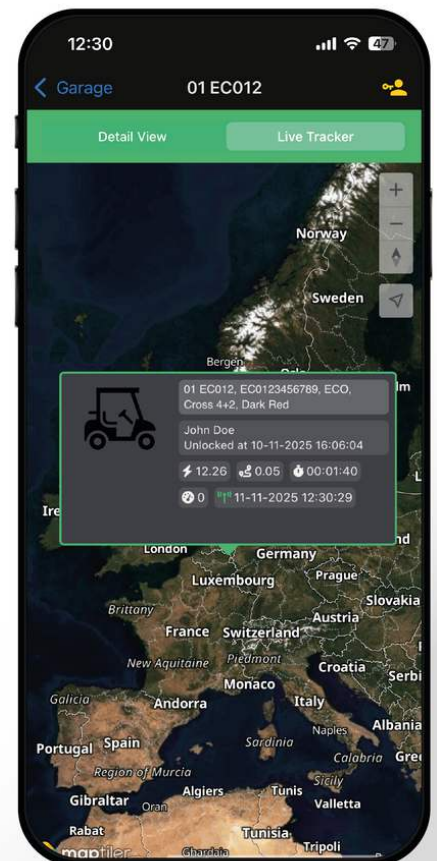 12:30
47
Garage
01 EC012
Detail View
Live Tracker
+
−
Norway
Sweden
Bergen
01 EC012, EC0123456789, ECO,
Cross 4+2, Dark Red
John Doe
Unlocked at 10-11-2025 16:06:04
12.26 0.05 00:01:40
0 11-11-2025 12:30:29
London
Germany
Luxembourg
Prague
Slovakia
Brittany
Austria
France
Switzerland
New Aquitaine
Piedmont
Croatia
Serbi
Monaco
Italy
Galicia
Andorra
Naples
Albania
Portugal
Spain
Sardinia
Calabria
Gree
Region of Murcia
Sicily
Gibraltar
Oran
Algiers
Tunis
Valletta
Rabat
Tunisia
Tripoli
maptiler
Ghardaia